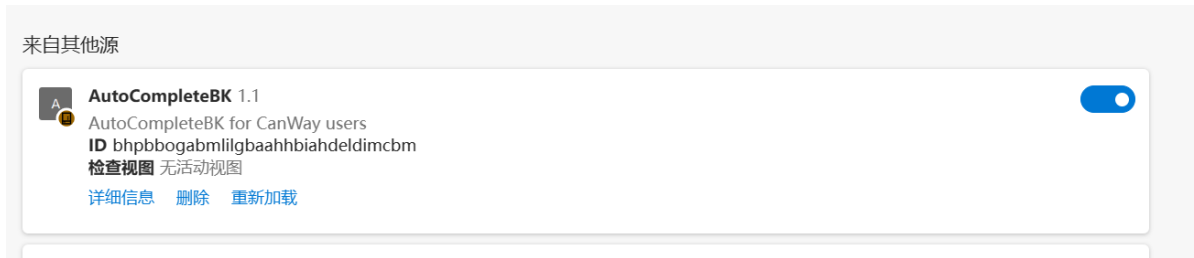 来自其他源
A
AutoCompleteBK 1.1
AutoCompleteBK for CanWay users
ID bhpbbogabmlilgbaahhbiahdeldimcbm
检查视图 无活动视图
详细信息 删除 重新加载